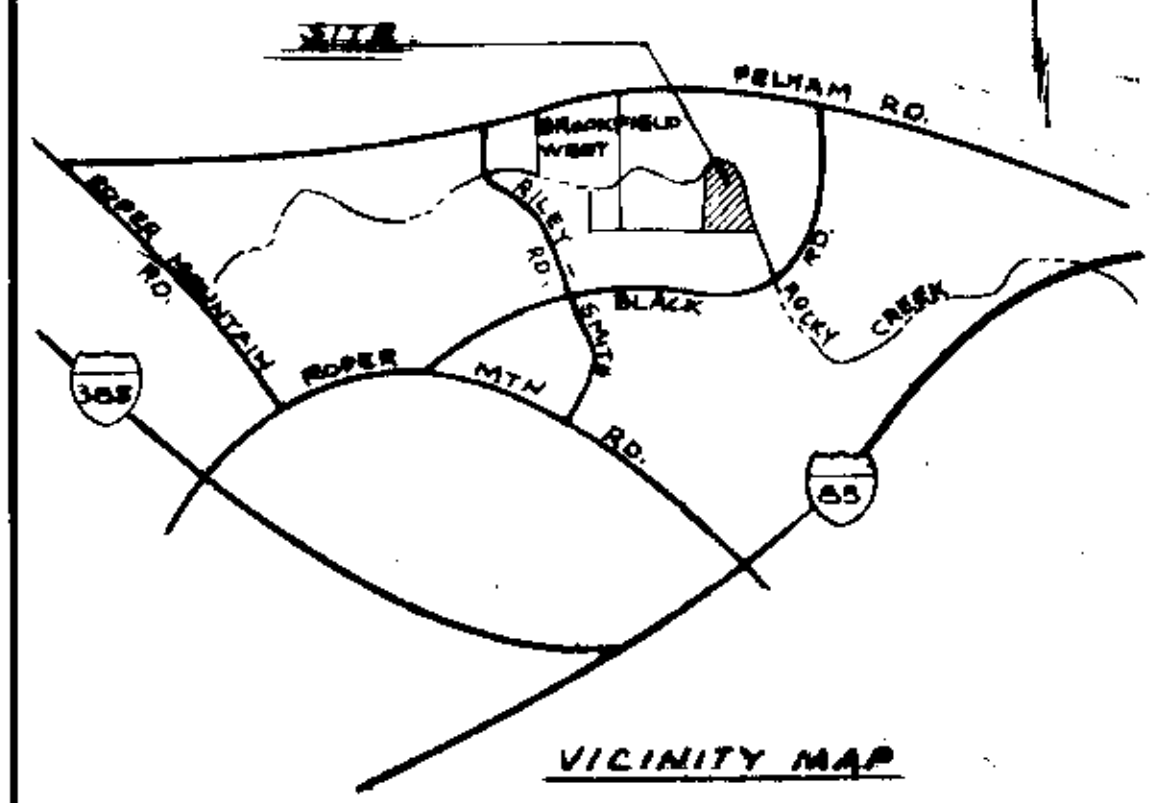 SITE
PELHAM RD.
BROOKFIELD
WEST
ROPER MOUNTAIN
RD.
RILEY
RD.
SMITH
BLACK
RD.
ROCKY CREEK
ROPER MTN RD.
385
85
VICINITY MAP